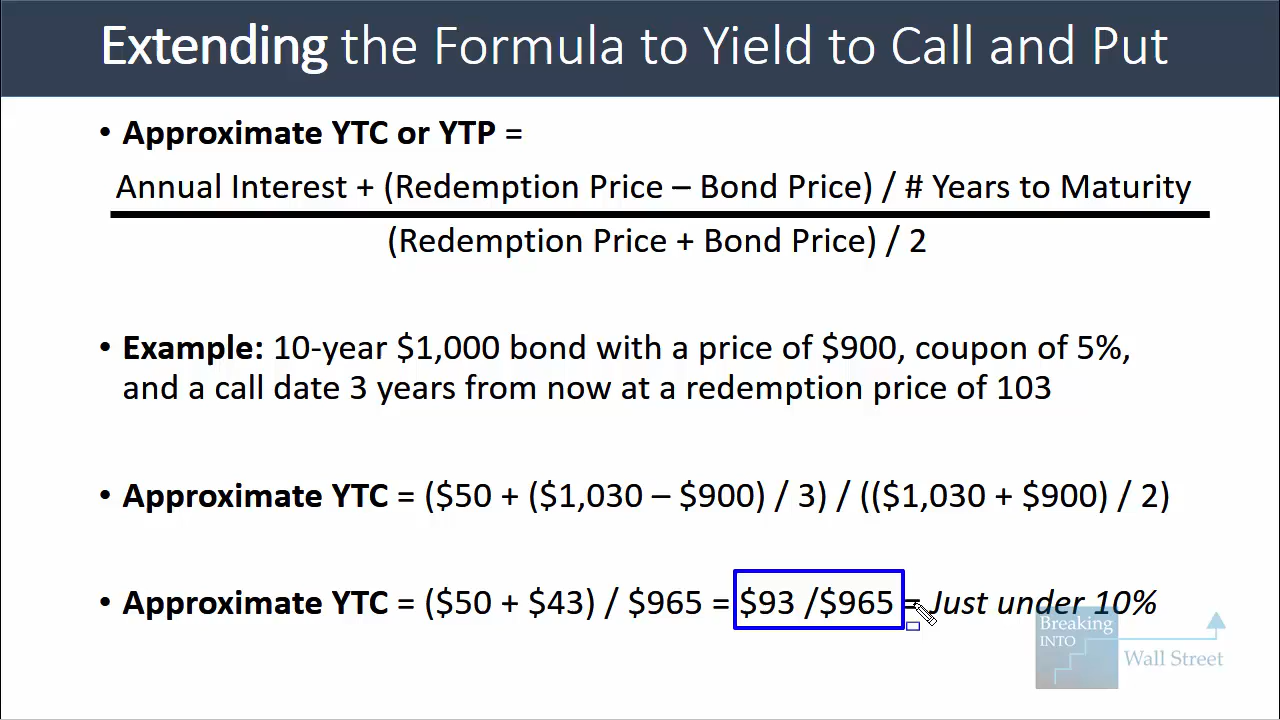 Extending the Formula to Yield to Call and Put
• Approximate YTC or YTP =
Annual Interest + (Redemption Price – Bond Price) / # Years to Maturity
(Redemption Price + Bond Price) / 2
• Example: 10-year $1,000 bond with a price of $900, coupon of 5%,
and a call date 3 years from now at a redemption price of 103
• Approximate YTC = ($50 + ($1,030 – $900) / 3) / (($1,030 + $900) / 2)
• Approximate YTC = ($50 + $43) / $965 = $93 /$965 = Just under 10%
Breaking
INTO
Wall Street